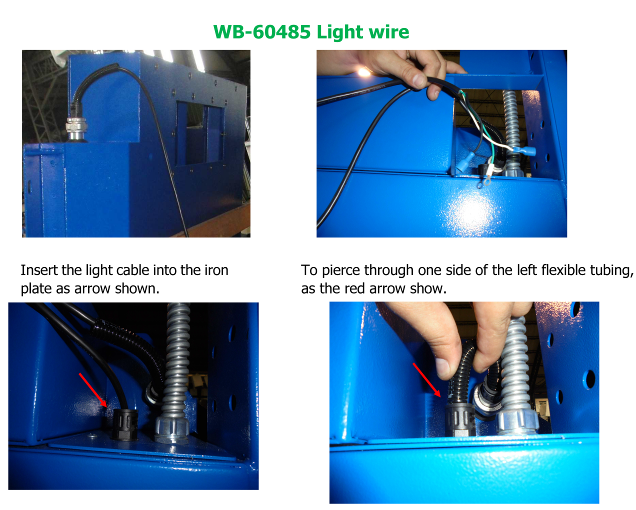 WB-60485 Light wire
Insert the light cable into the iron
plate as arrow shown.
To pierce through one side of the left flexible tubing,
as the red arrow show.